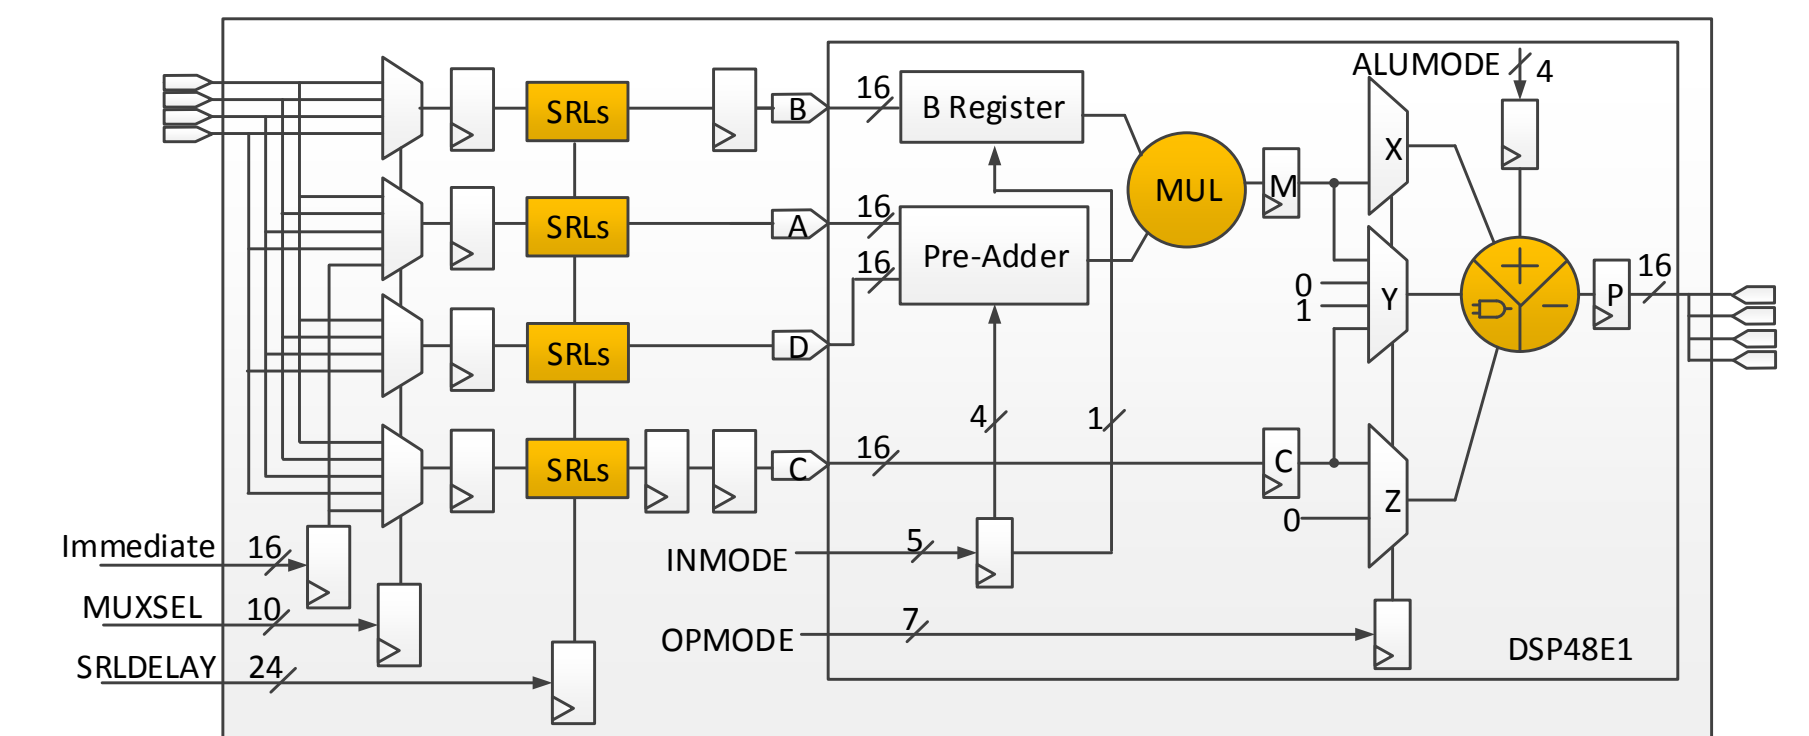 ALUMODE 4
SRLs B 16 B Register
X
MUL M
SRLs A 16
Pre-Adder
16
0
1 Y
P 16
SRLs D
4 1
SRLs C 16 C
Z
0
Immediate 16
INMODE 5
MUXSEL 10
OPMODE 7
DSP48E1
SRLDELAY 24